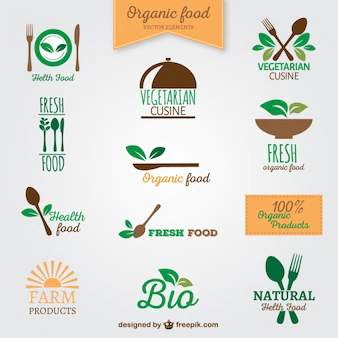 Organic food
VECTOR ELEMENTS
Helth Food
VEGETARIAN
CUSINE
VEGETARIAN
CUSINE
FRESH
FOOD
Organic food
FRESH
organic food
Health
food
FRESH FOOD
100%
Organic
Products
FARM
PRODUCTS
Bio
NATURAL
Helth Food
designed by freepik.com